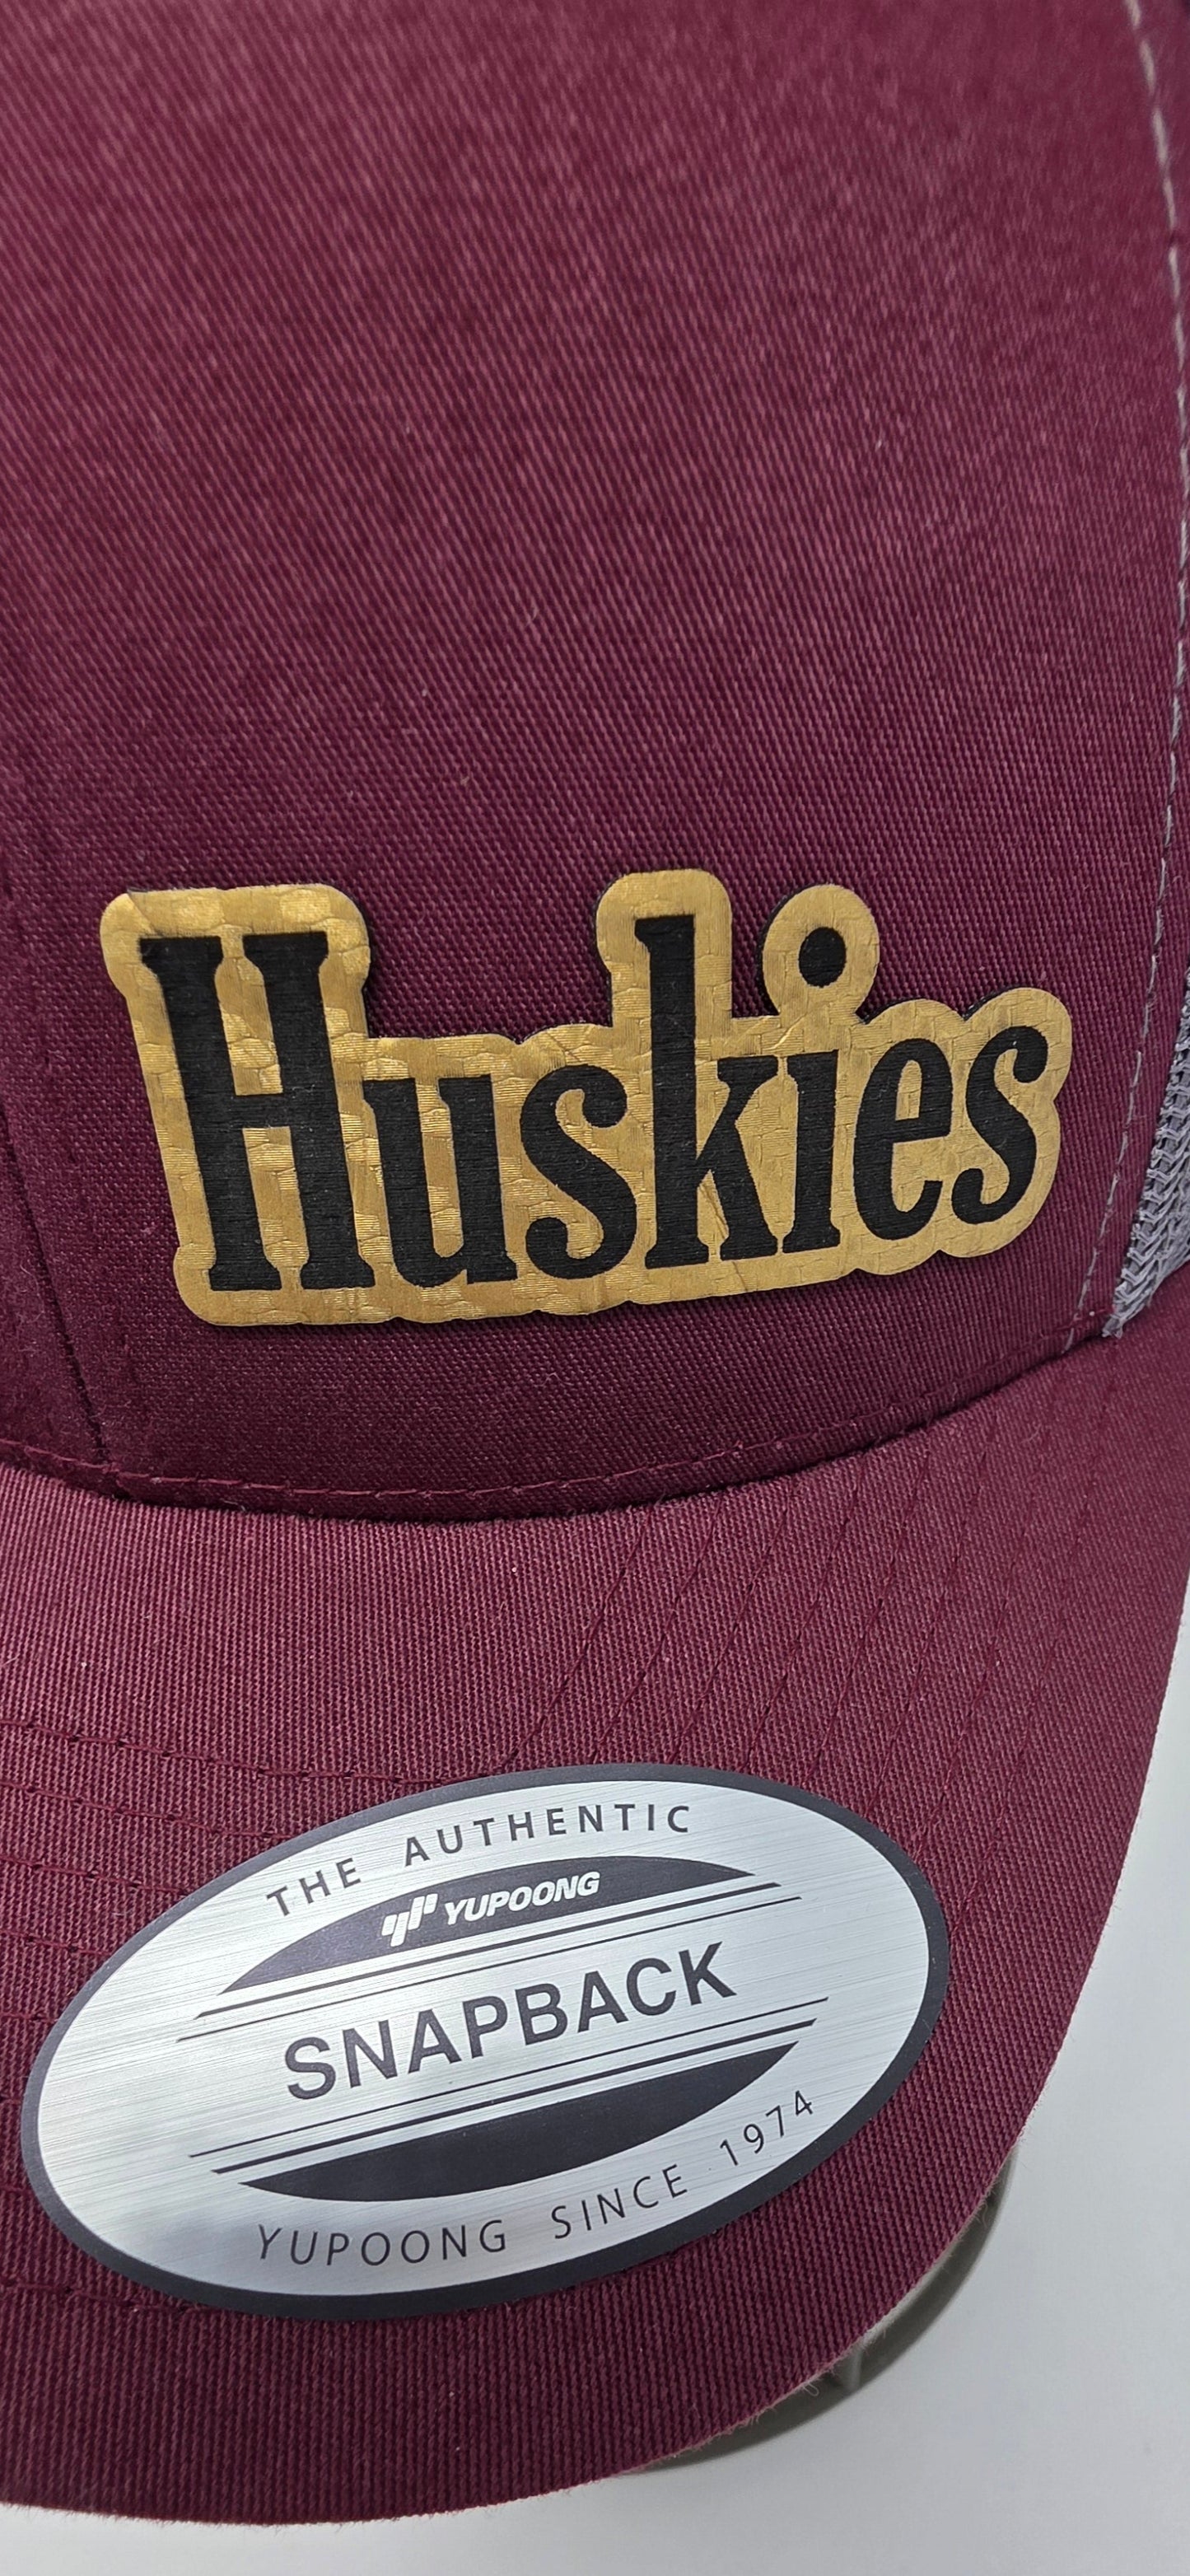 Huskies
THE AUTHENTIC
YUPOONG
SNAPBACK
YUPOONG SINCE 1974